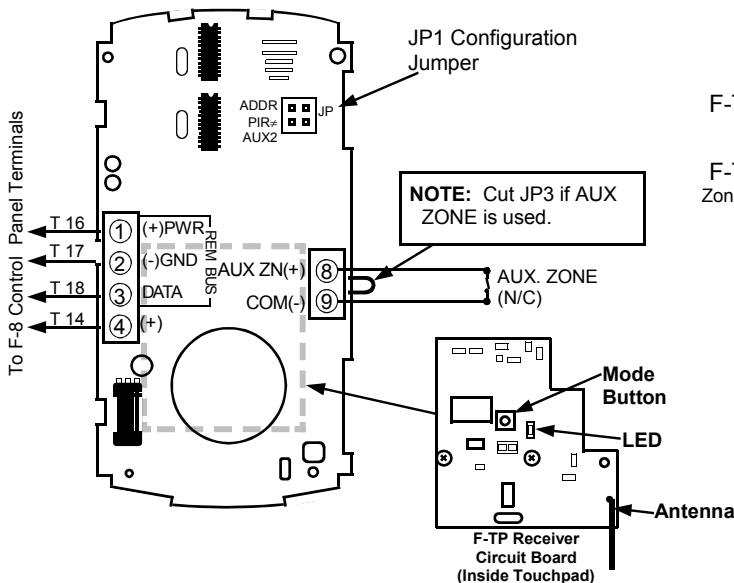 JP1 Configuration
Jumper
ADDR
JP
PIR≠
AUX2
F-T
F-T
Zon
NOTE: Cut JP3 if AUX
ZONE is used.
To F-8 Control Panel Terminals
T 16
T 17
T 18
T 14
1 (+)PWR
2 (-)GND
3 DATA
4 (+)
REM BUS
AUX ZN(+) 8
COM(-) 9
AUX. ZONE
(N/C)
Mode
Button
LED
Antenna
F-TP Receiver
Circuit Board
(Inside Touchpad)